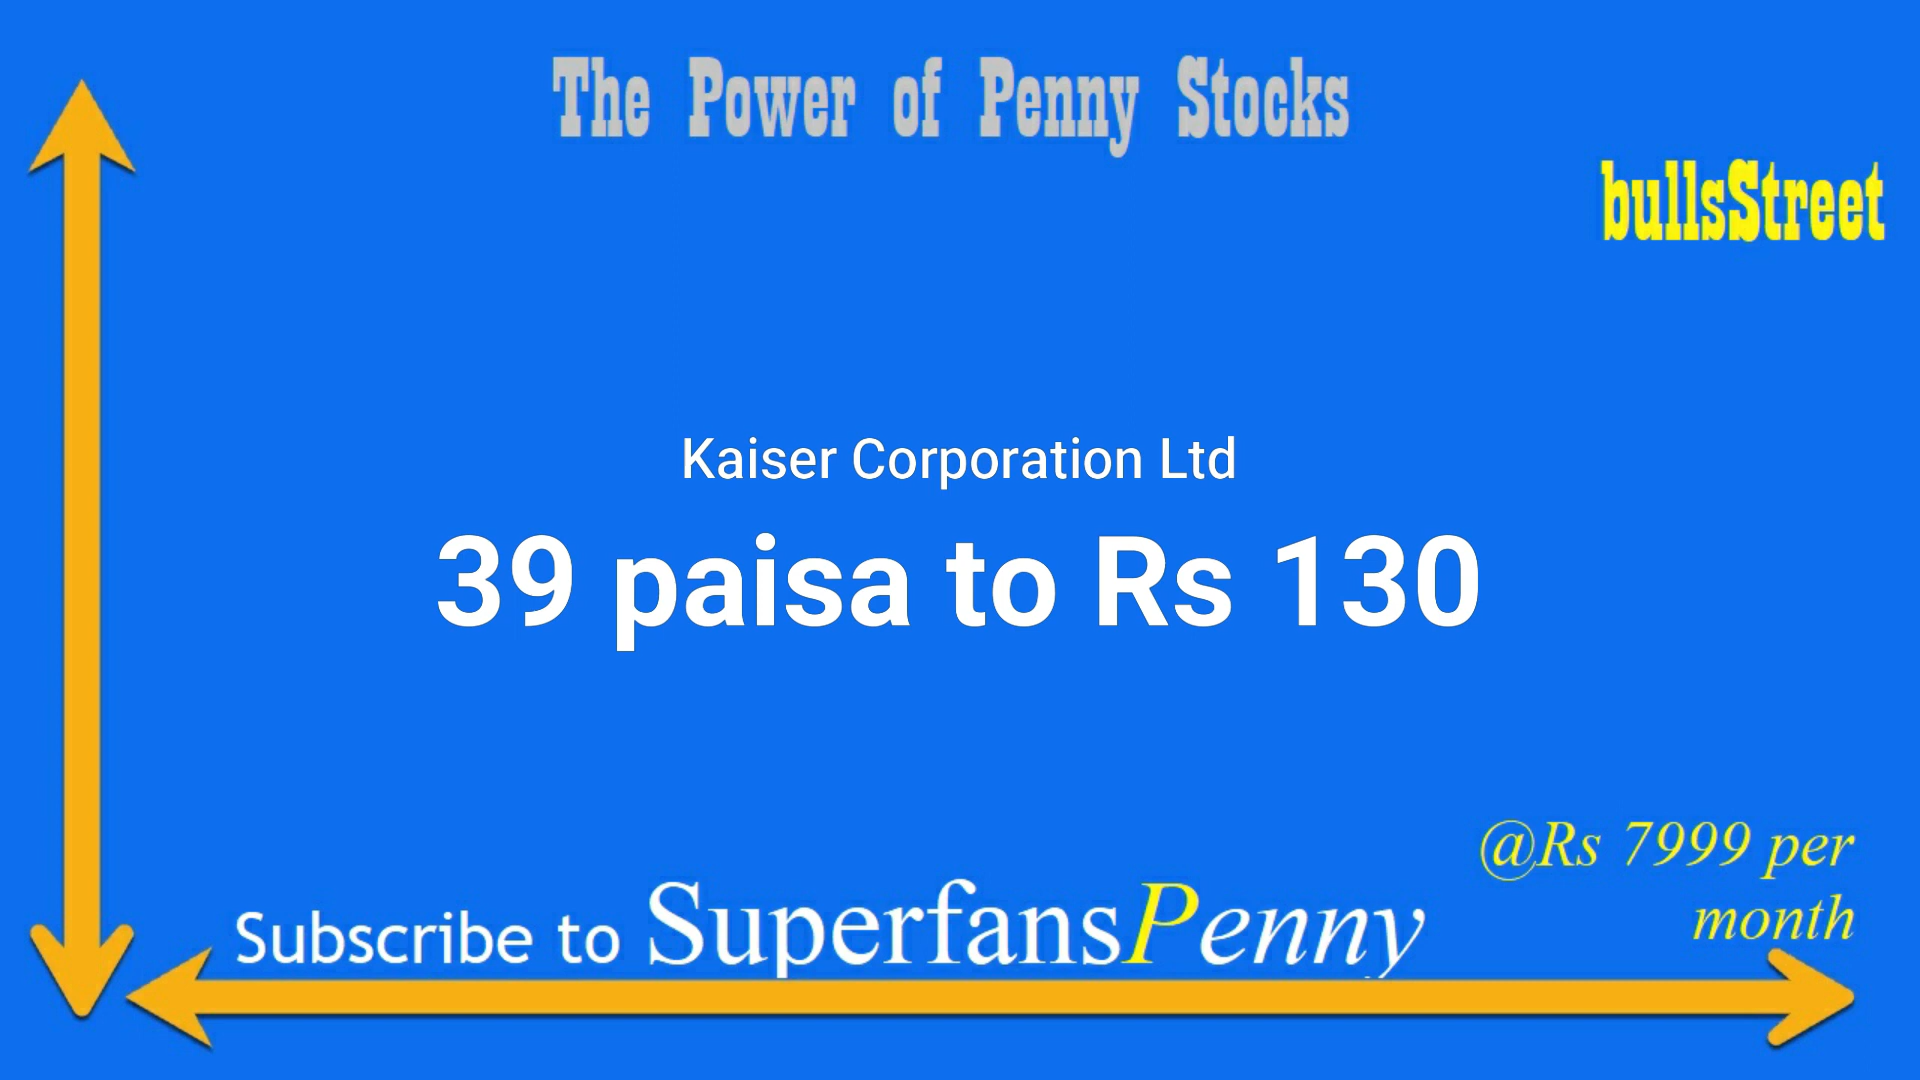 The Power of Penny Stocks
bullsStreet
Kaiser Corporation Ltd
39 paisa to Rs 130
@Rs 7999 per
month
Subscribe to SuperfansPenny